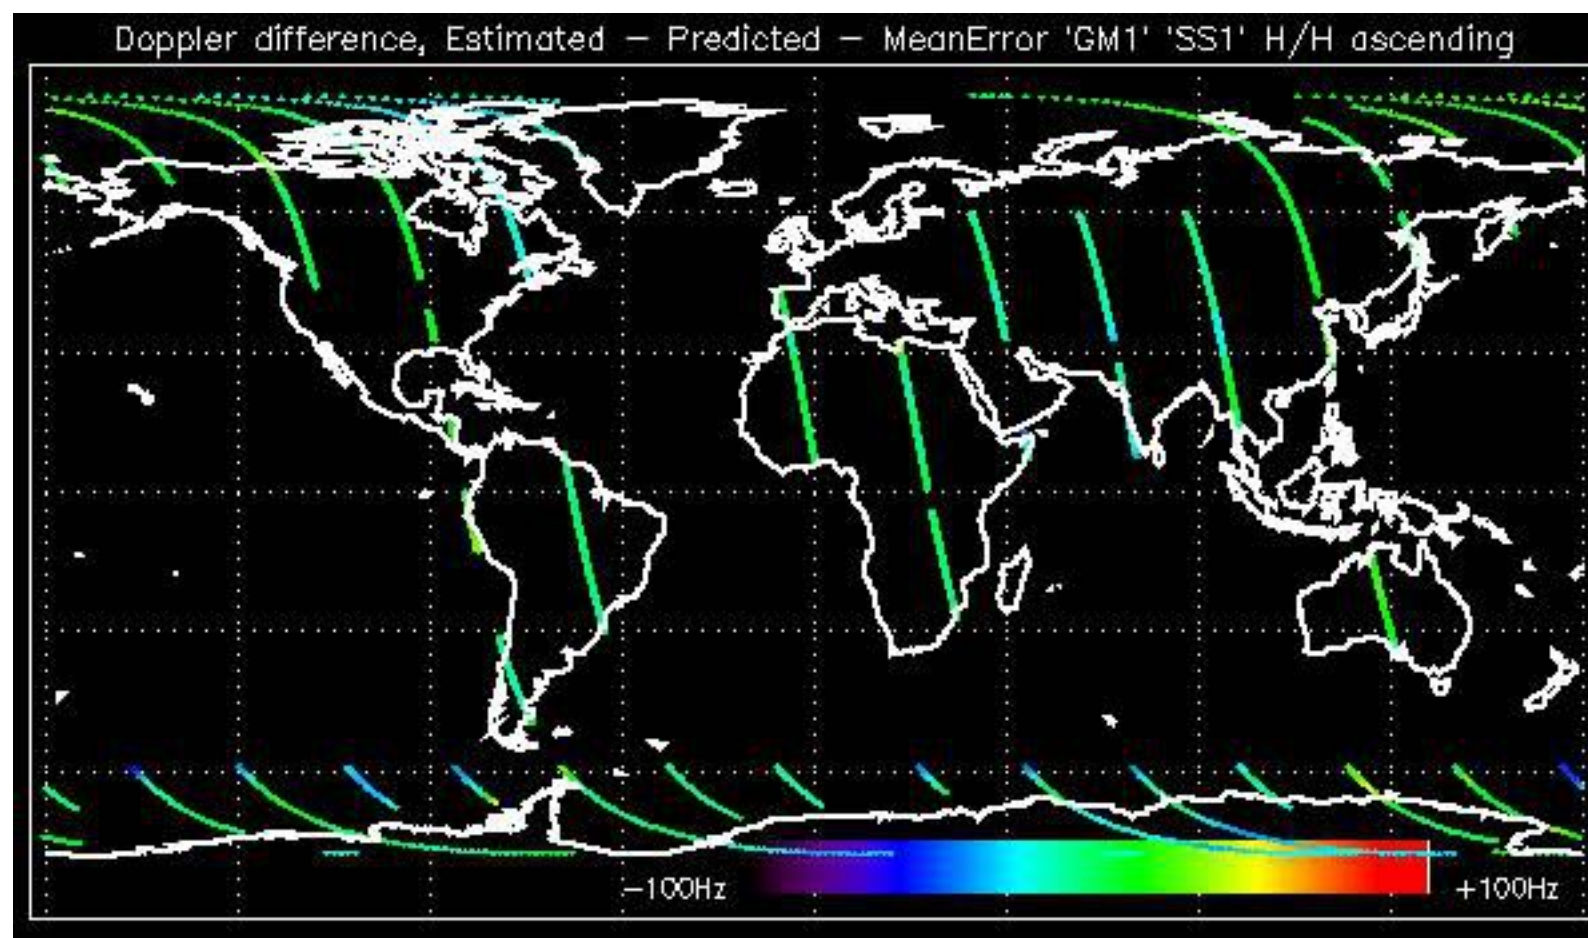 Doppler difference, Estimated - Predicted - MeanError 'GM1' 'SS1' H/H ascending
-100Hz +100Hz